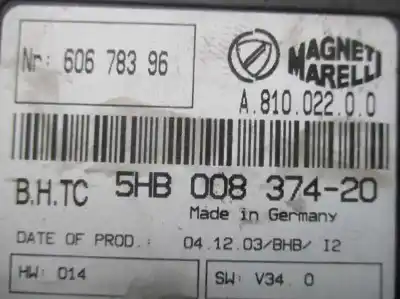 Nr: 606 783 96
MAGNETI
MARELLI
A.810.022.0.0
B.H.TC 5HB 008 374-20
Made in Germany
DATE OF PROD.: 04.12.03/BHB/ I2
HW: 014
SW: V34. 0